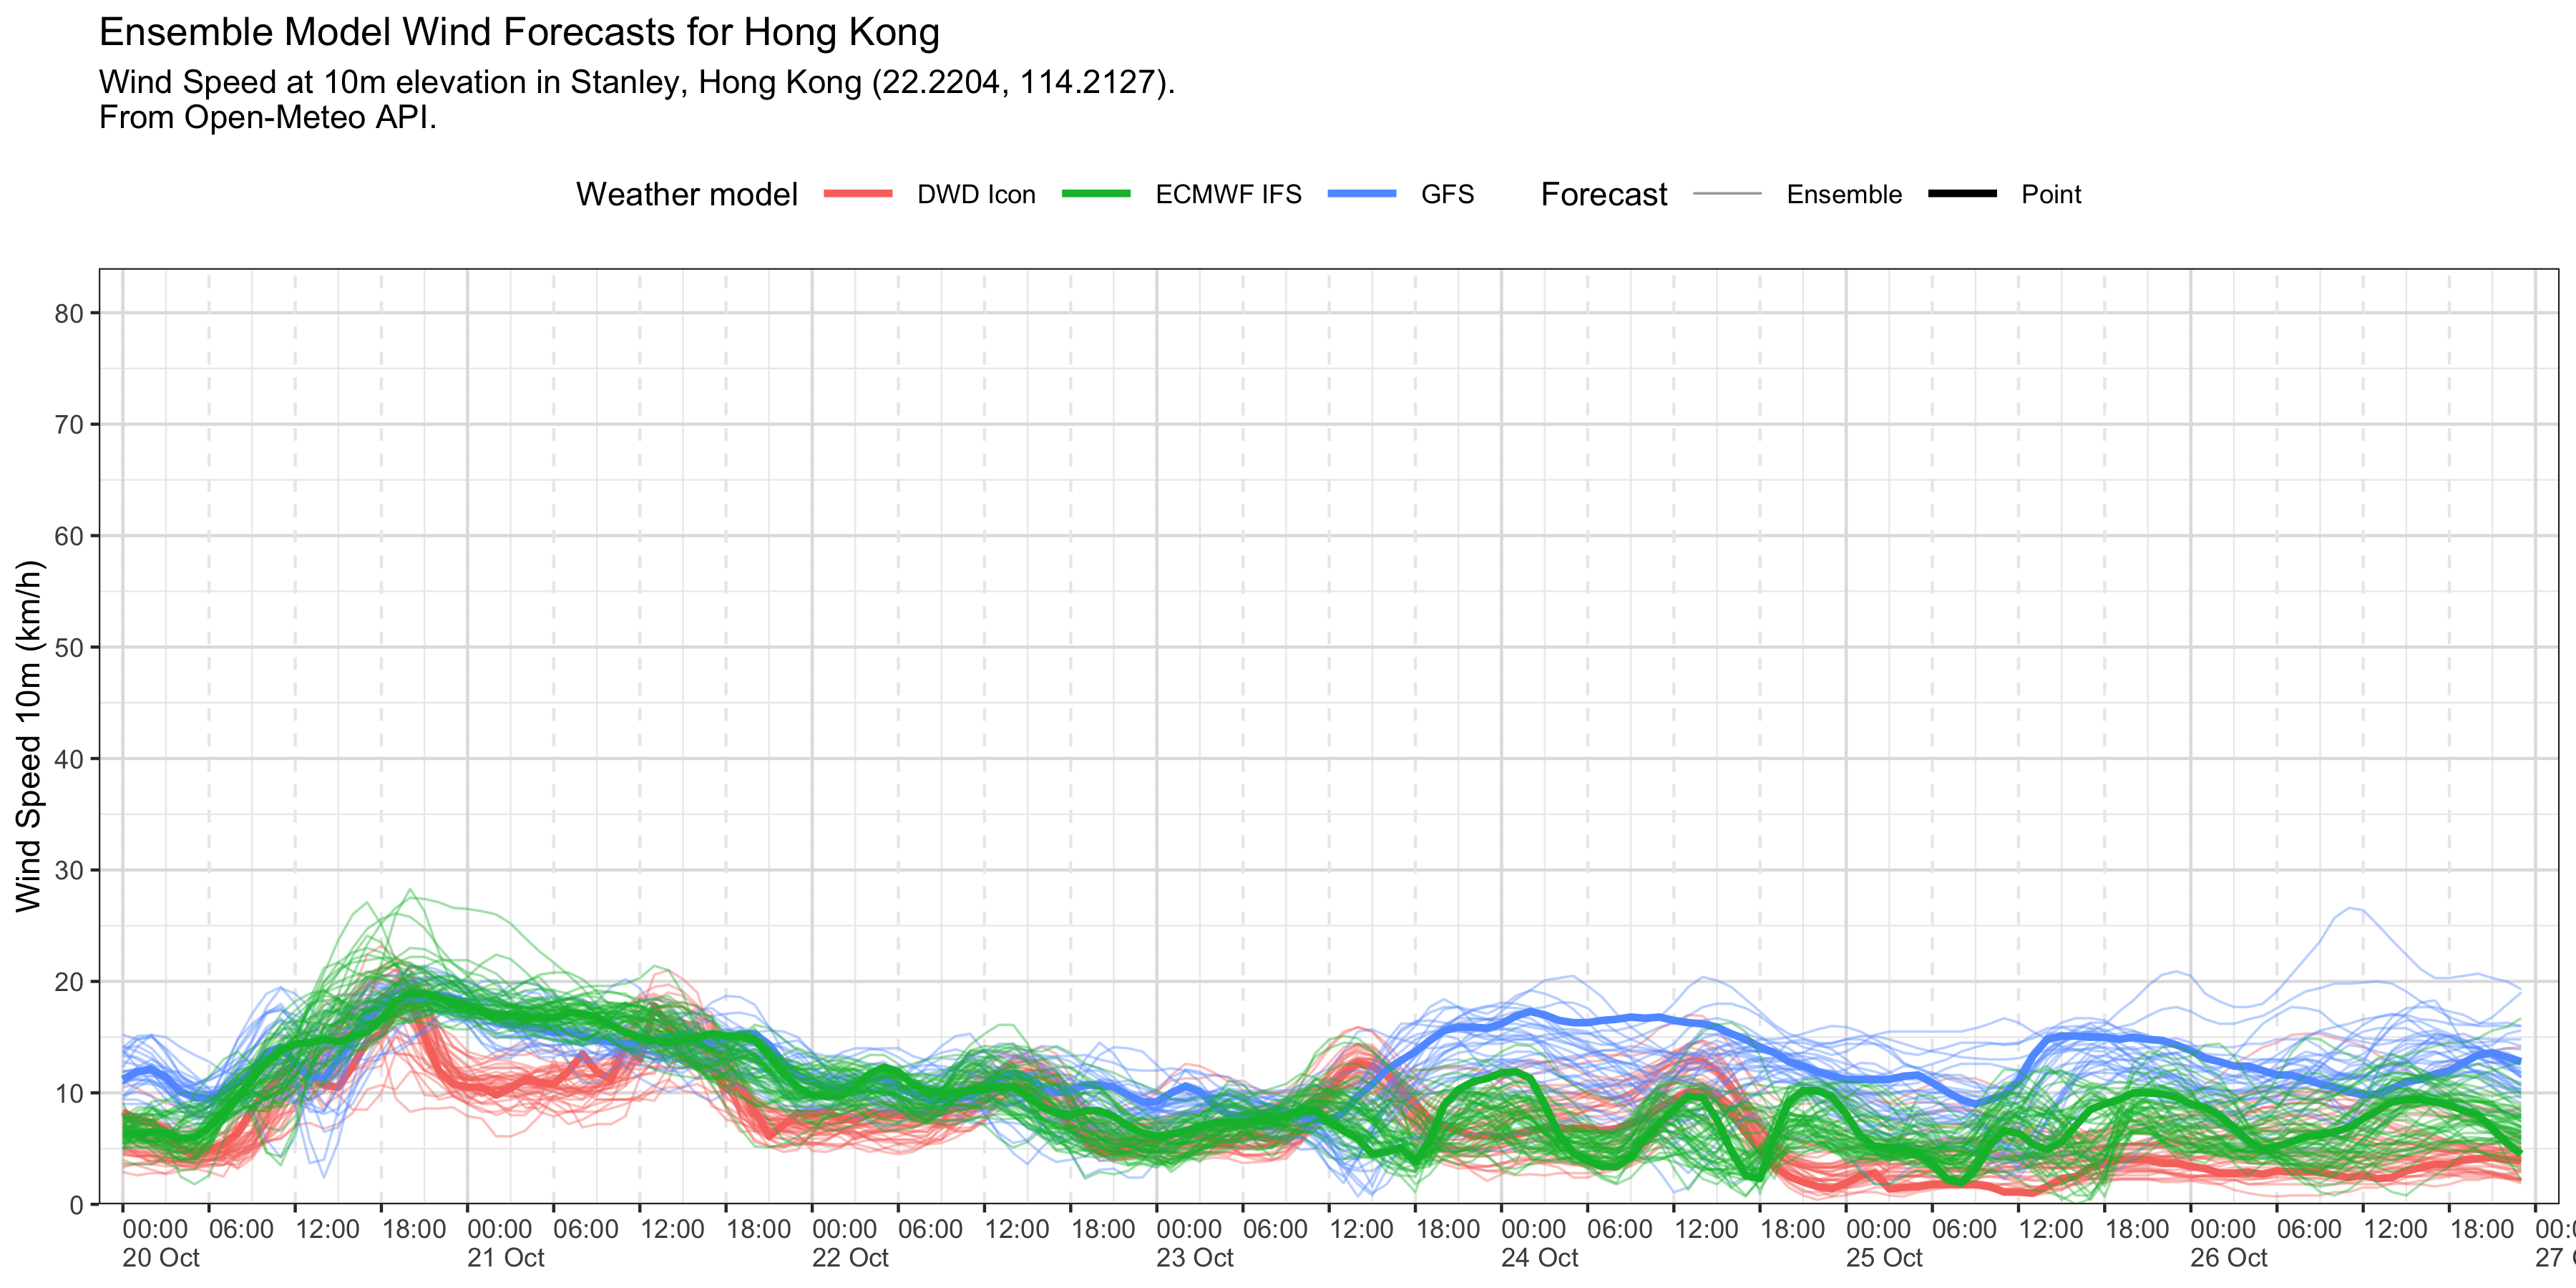 Ensemble Model Wind Forecasts for Hong Kong
Wind Speed at 10m elevation in Stanley, Hong Kong (22.2204, 114.2127).
From Open-Meteo API.
Weather model DWD Icon ECMWF IFS GFS Forecast Ensemble Point
Wind Speed 10m (km/h)
80
70
60
50
40
30
20
10
0
00:00 06:00 12:00 18:00 00:00 06:00 12:00 18:00 00:00 06:00 12:00 18:00 00:00 06:00 12:00 18:00 00:00 06:00 12:00 18:00 00:00 06:00 12:00 18:00 00:00 06:00 12:00 18:00
20 Oct 21 Oct 22 Oct 23 Oct 24 Oct 25 Oct 26 Oct 27